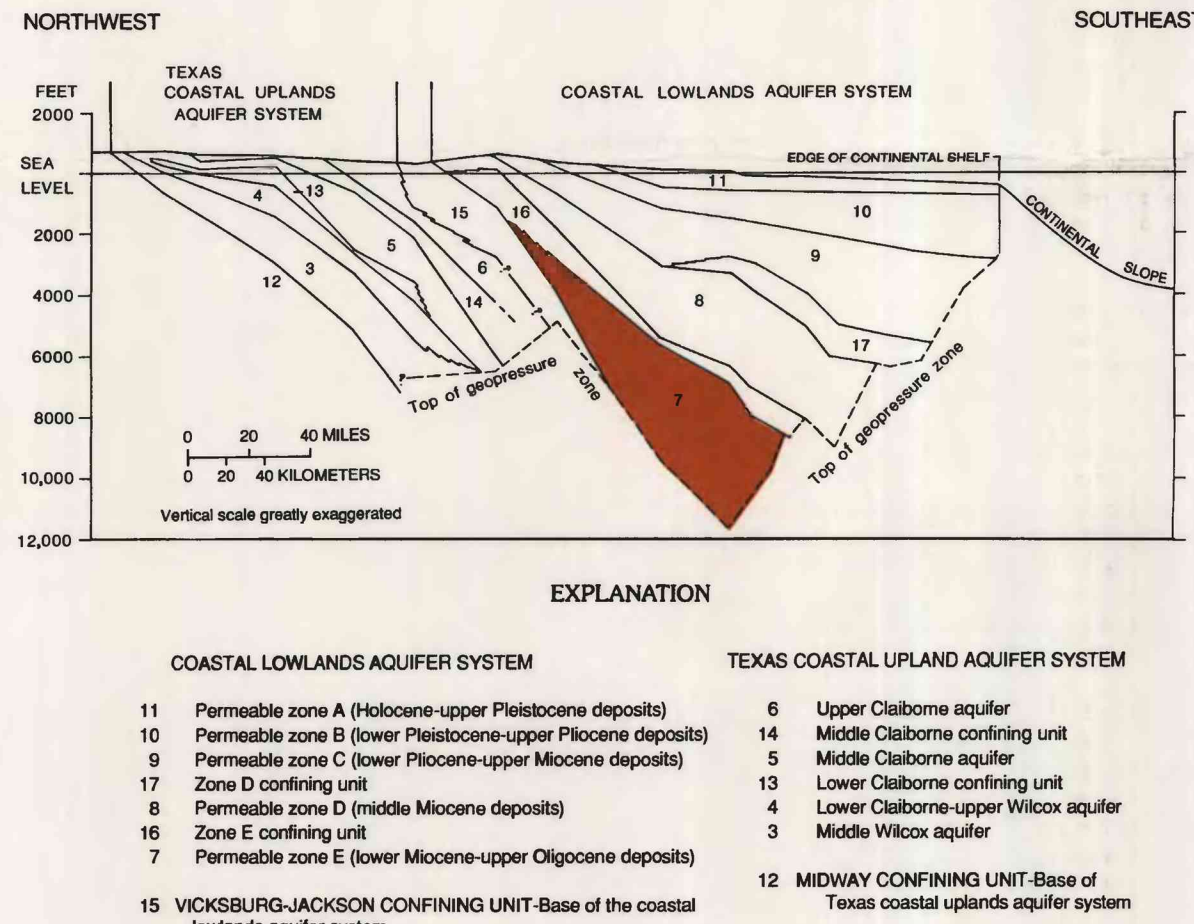 NORTHWEST
SOUTHEAST
TEXAS
COASTAL UPLANDS
AQUIFER SYSTEM
COASTAL LOWLANDS AQUIFER SYSTEM
FEET
2000
SEA
LEVEL
2000
4000
6000
8000
10,000
12,000
EDGE OF CONTINENTAL SHELF
CONTINENTAL SLOPE
11
10
9
13
4
15
16
5
3
12
6
14
8
17
7
Top of geopressure zone
Top of geopressure zone
0 20 40 MILES
0 20 40 KILOMETERS
Vertical scale greatly exaggerated
EXPLANATION
COASTAL LOWLANDS AQUIFER SYSTEM
11 Permeable zone A (Holocene-upper Pleistocene deposits)
10 Permeable zone B (lower Pleistocene-upper Pliocene deposits)
9 Permeable zone C (lower Pliocene-upper Miocene deposits)
17 Zone D confining unit
8 Permeable zone D (middle Miocene deposits)
16 Zone E confining unit
7 Permeable zone E (lower Miocene-upper Oligocene deposits)
15 VICKSBURG-JACKSON CONFINING UNIT-Base of the coastal
lowlands aquifer system
TEXAS COASTAL UPLAND AQUIFER SYSTEM
6 Upper Claiborne aquifer
14 Middle Claiborne confining unit
5 Middle Claiborne aquifer
13 Lower Claiborne confining unit
4 Lower Claiborne-upper Wilcox aquifer
3 Middle Wilcox aquifer
12 MIDWAY CONFINING UNIT-Base of
Texas coastal uplands aquifer system